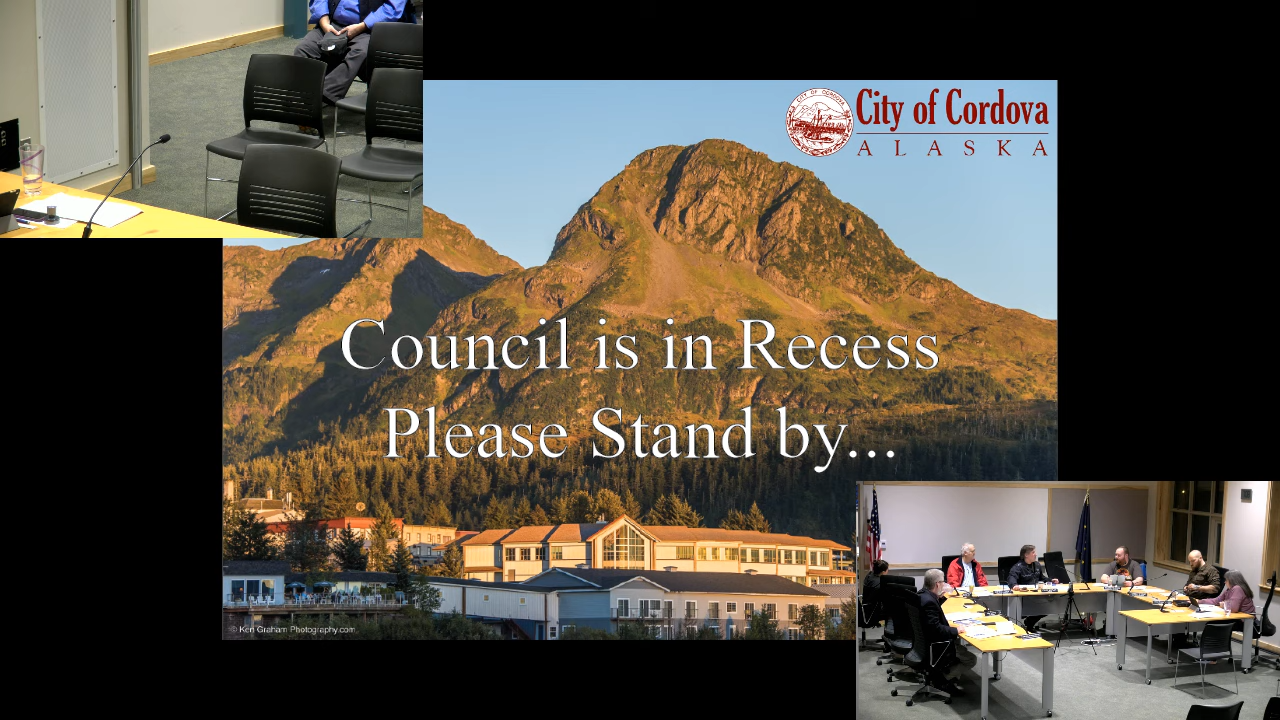 City of Cordova
ALASKA
Council is in Recess
Please Stand by...
© Ken Graham Photography.com